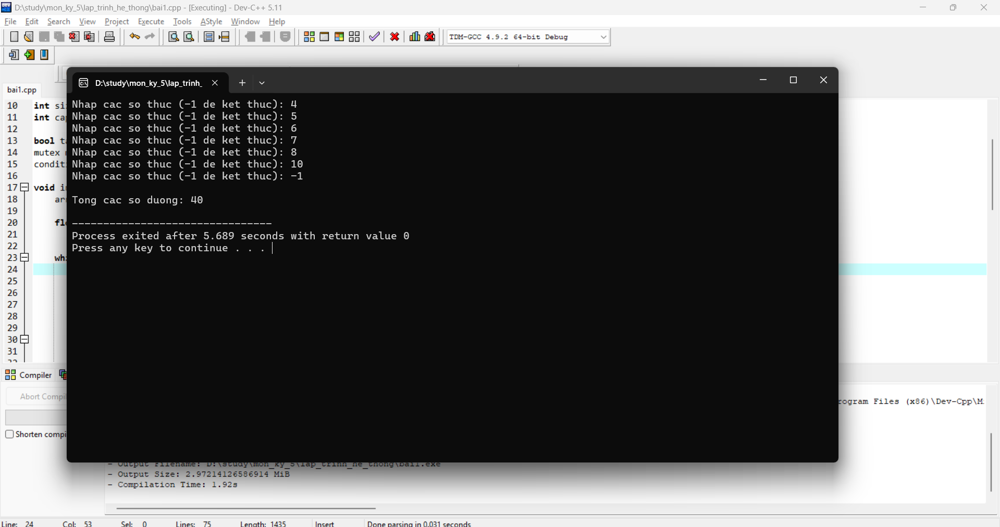 D:\study\mon_ky_5\lap_trinh_he_thong\bai1.cpp - [Executing] - Dev-C++ 5.11
File Edit Search View Project Execute Tools AStyle Window Help
TDM-GCC 4.9.2 64-bit Debug
D:\study\mon_ky_5\lap_trinh_
bai1.cpp
10 int
11 int
12
13 bool
14 mutex
15
16
17 void
18
19
20
21
22
23
24
25
26
27
28
29
30
31
Nhap cac so thuc (-1 de ket thuc): 4
Nhap cac so thuc (-1 de ket thuc): 5
Nhap cac so thuc (-1 de ket thuc): 6
Nhap cac so thuc (-1 de ket thuc): 7
Nhap cac so thuc (-1 de ket thuc): 8
Nhap cac so thuc (-1 de ket thuc): 10
Nhap cac so thuc (-1 de ket thuc): -1
Tong cac so duong: 40
--------------------------------
Process exited after 5.689 seconds with return value 0
Press any key to continue . . .
Compiler
Abort
Shorten
Files (x86)\Dev-Cpp\M
- Output Filename: D:\study\mon_ky_5\lap_trinh_he_thong\bai1.exe
- Output Size: 2.97214126586914 MiB
- Compilation Time: 1.92s
Line: 24 Col: 53 Sel: 0 Lines: 75 Length: 1435 Insert Done parsing in 0.031 seconds